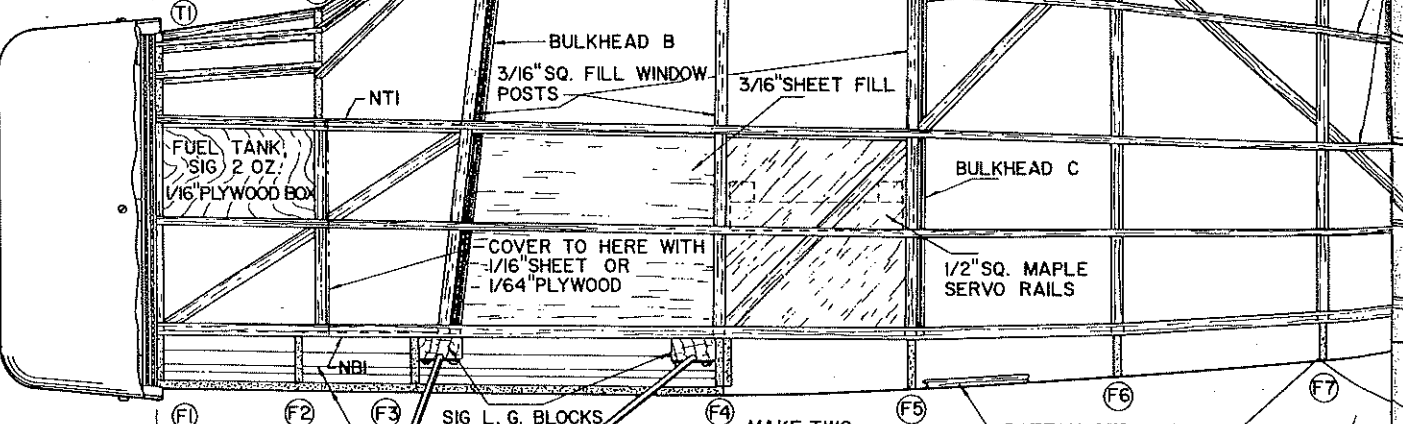 T1
BULKHEAD B
3/16" SQ. FILL WINDOW
POSTS
3/16" SHEET FILL
NT1
FUEL TANK,
SIG 2 OZ.
1/16" PLYWOOD BOX
BULKHEAD C
COVER TO HERE WITH
1/16" SHEET OR
1/64" PLYWOOD
1/2" SQ. MAPLE
SERVO RAILS
NB1
F1
F2
F3
SIG L. G. BLOCKS
F4
MAKE TWO
F5
F6
F7